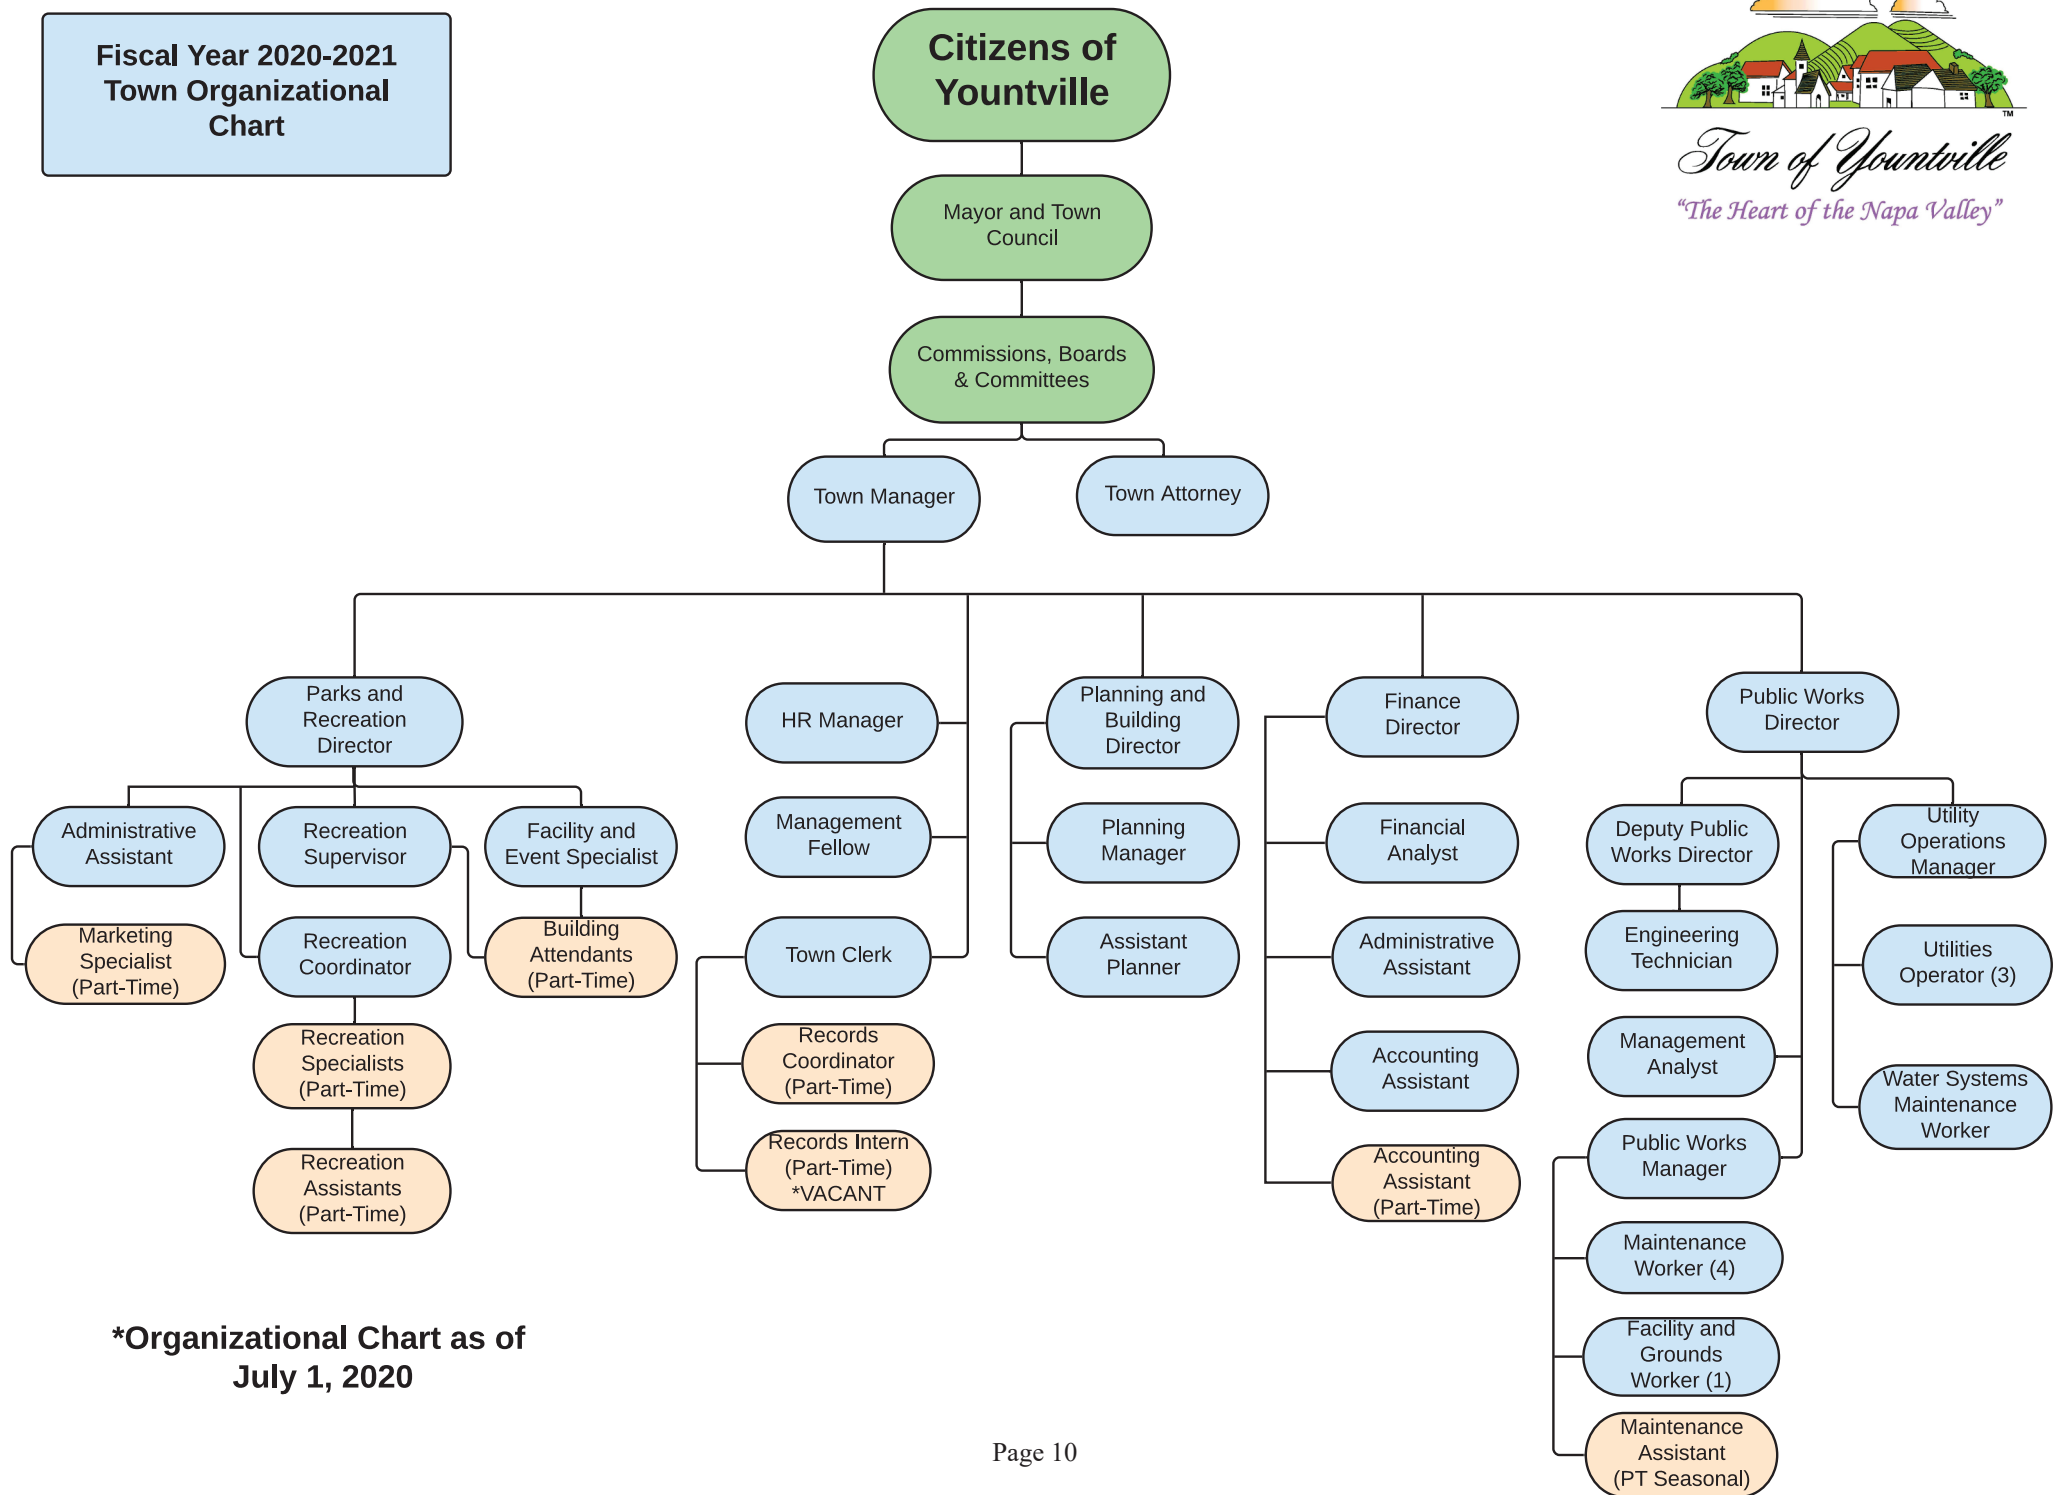 Fiscal Year 2020-2021
Town Organizational
Chart
Citizens of
Yountville
TM
Town of Yountville
“The Heart of the Napa Valley”
Mayor and Town
Council
Commissions, Boards
& Committees
Town Manager
Town Attorney
Parks and
Recreation
Director
HR Manager
Planning and
Building
Director
Finance
Director
Public Works
Director
Administrative
Assistant
Recreation
Supervisor
Facility and
Event Specialist
Management
Fellow
Planning
Manager
Financial
Analyst
Deputy Public
Works Director
Utility
Operations
Manager
Marketing
Specialist
(Part-Time)
Recreation
Coordinator
Building
Attendants
(Part-Time)
Town Clerk
Assistant
Planner
Administrative
Assistant
Engineering
Technician
Utilities
Operator (3)
Recreation
Specialists
(Part-Time)
Records
Coordinator
(Part-Time)
Accounting
Assistant
Management
Analyst
Water Systems
Maintenance
Worker
Recreation
Assistants
(Part-Time)
Records Intern
(Part-Time)
*VACANT
Accounting
Assistant
(Part-Time)
Public Works
Manager
Maintenance
Worker (4)
Facility and
Grounds
Worker (1)
Maintenance
Assistant
(PT Seasonal)
*Organizational Chart as of
July 1, 2020
Page 10